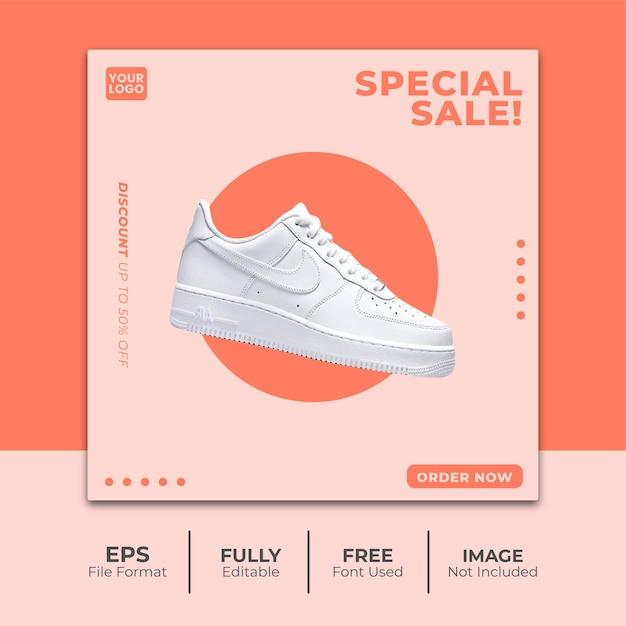 YOUR
LOGO
SPECIAL
SALE!
DISCOUNT UP TO 50% OFF
ORDER NOW
EPS
File Format
FULLY
Editable
FREE
Font Used
IMAGE
Not Included